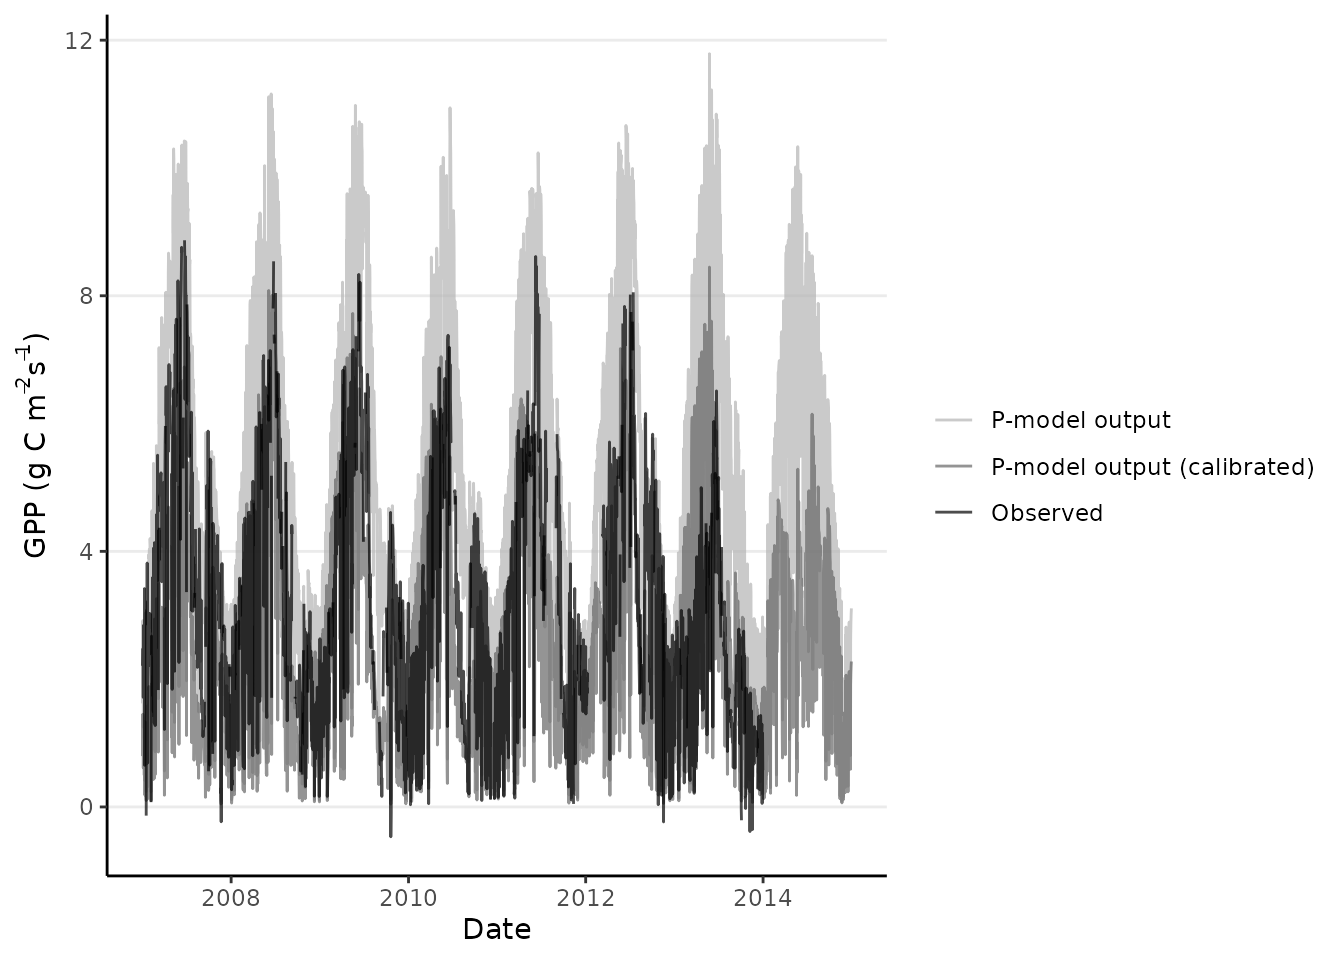 12
8
4
0
GPP (g C m⁻²s⁻¹)
2008
2010
2012
2014
Date
P-model output
P-model output (calibrated)
Observed